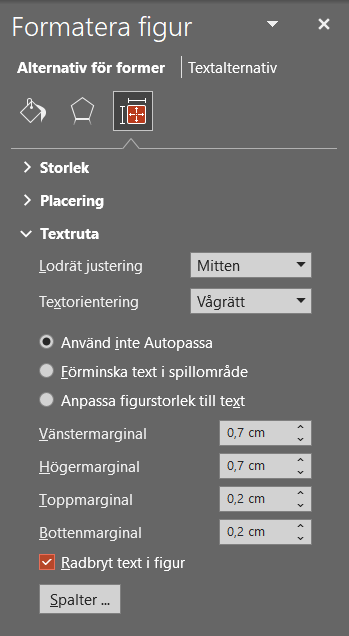 Formatera figur
Alternativ för former
Textalternativ
Storlek
Placering
Textruta
Lodrät justering Mitten
Textorientering Vågrätt
Använd inte Autopassa
Förminska text i spillområde
Anpassa figurstorlek till text
Vänstermarginal 0,7 cm
Högermarginal 0,7 cm
Toppmarginal 0,2 cm
Bottenmarginal 0,2 cm
Radbryt text i figur
Spalter ...